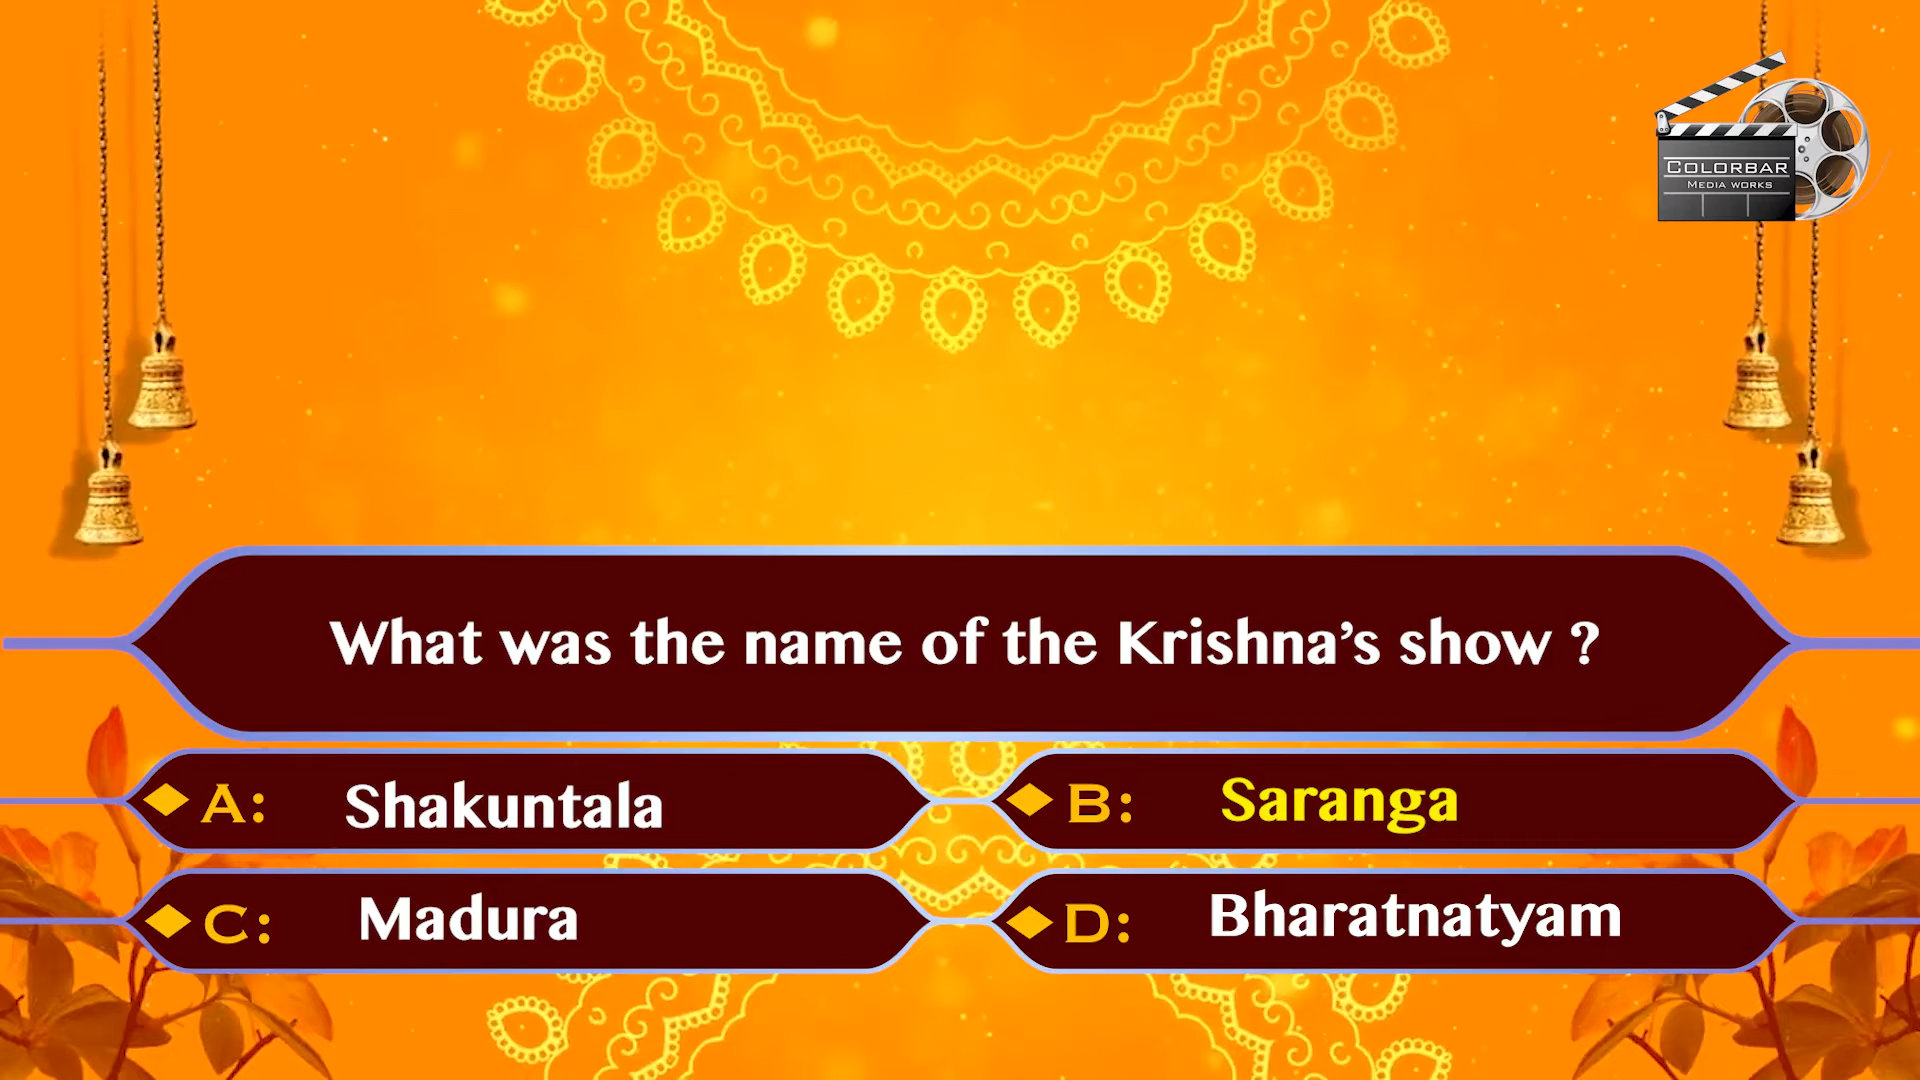 COLORBAR
MEDIA WORKS
What was the name of the Krishna’s show ?
A: Shakuntala
B: Saranga
C: Madura
D: Bharatnatyam